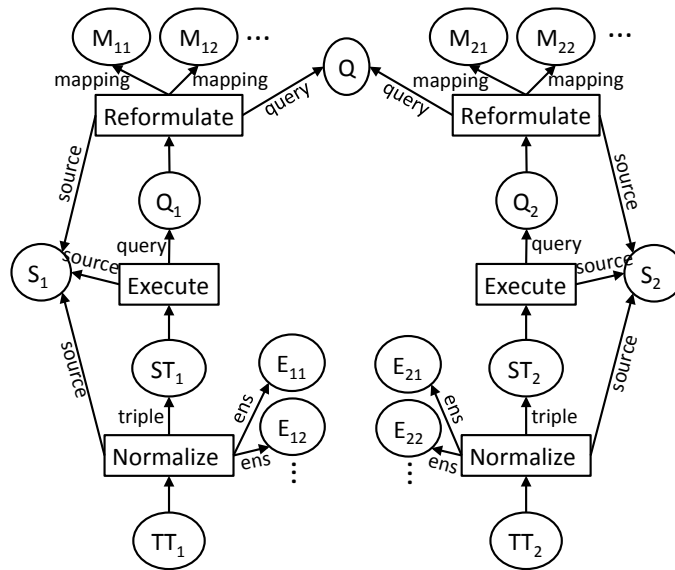 M11 M12 ... Q M21 M22 ...
mapping mapping mapping mapping
Reformulate query query Reformulate
source source
Q1 Q2
query query
S1 source Execute Execute source S2
source source
ST1 E11 E21 ST2
triple ens ens triple
E12 E22
Normalize ens ens Normalize
⋮ ⋮
TT1 TT2